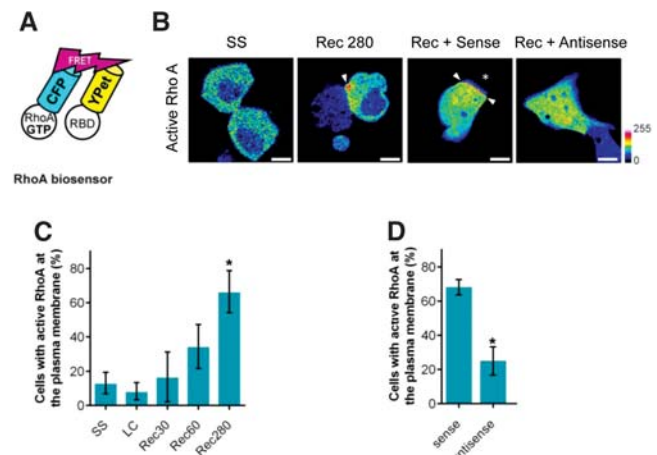 A
FRET
CFP
YPet
RhoA
GTP
RBD
RhoA biosensor
B
SS
Rec 280
Rec + Sense
Rec + Antisense
Active Rho A
*
255
0
C
Cells with active RhoA at
the plasma membrane (%)
80
60
40
20
0
*
SS
LC
Rec30
Rec60
Rec280
D
Cells with active RhoA at
the plasma membrane (%)
80
60
40
20
0
*
sense
antisense